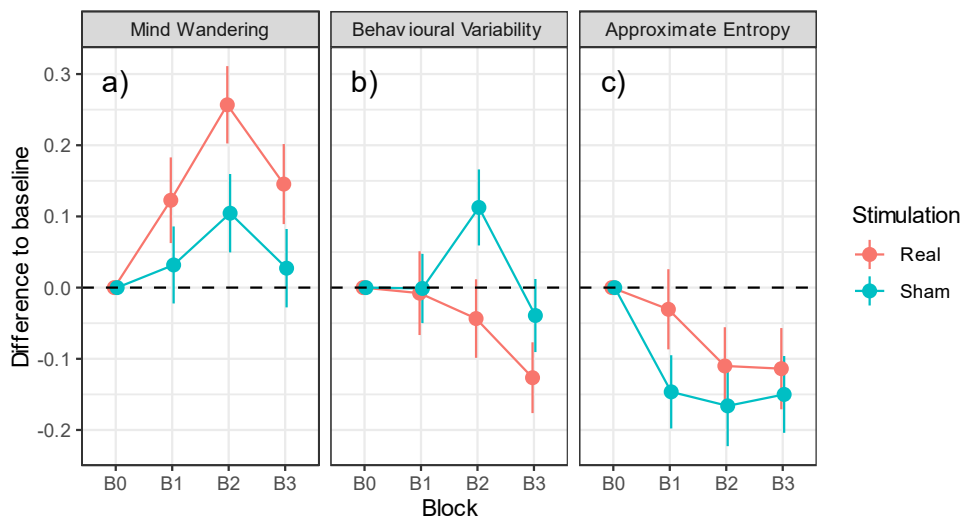 Mind Wandering
Behavioural Variability
Approximate Entropy
a)
b)
c)
Difference to baseline
0.3
0.2
0.1
0.0
-0.1
-0.2
B0 B1 B2 B3
B0 B1 B2 B3
B0 B1 B2 B3
Block
Stimulation
Real
Sham